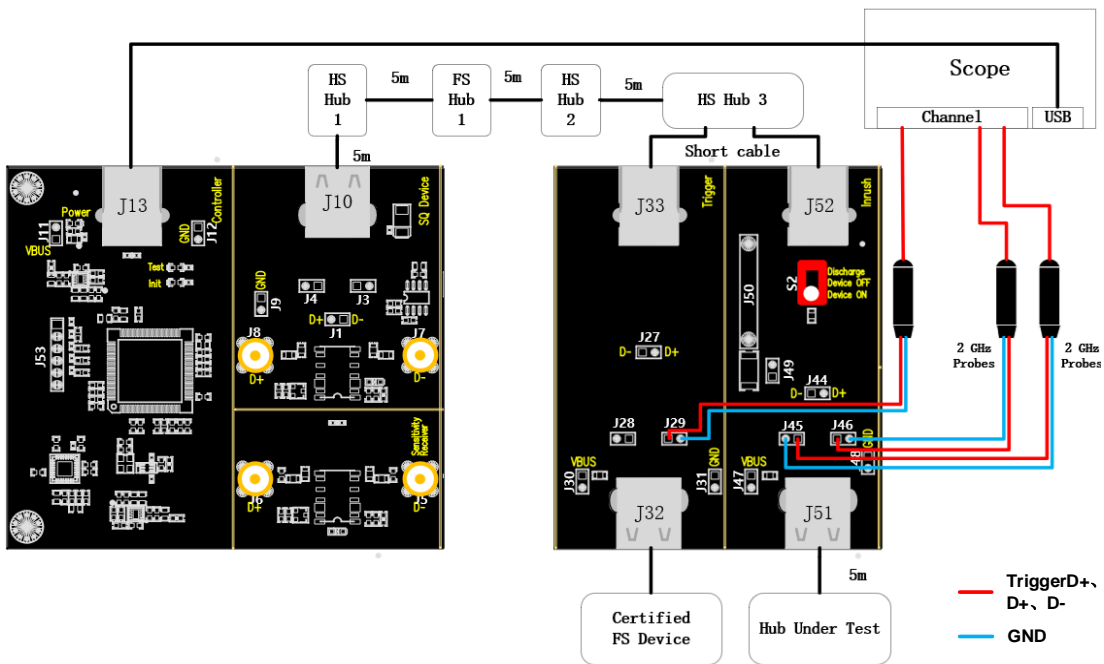 Scope
Channel
USB
HS
Hub
1
5m
FS
Hub
1
5m
HS
Hub
2
5m
HS Hub 3
5m
Short cable
J13
Controller
Power
J11
VBUS
GND
J12
Test
Init
J53
J10
SQ Device
GND
J9
J4
J3
D+
D-
J1
J8
D+
J7
D-
Sensitivity
Receiver
J6
D+
J5
D-
J33
Trigger
J27
D-
D+
J28
J29
VBUS
J30
GND
J31
J32
J52
Inrush
J50
S2
Discharge
Device OFF
Device ON
J49
J44
D-
D+
J45
J46
GND
48
VBUS
J47
J51
2 GHz
Probes
2 GHz
Probes
5m
Certified
FS Device
Hub Under Test
TriggerD+、
D+、D-
GND